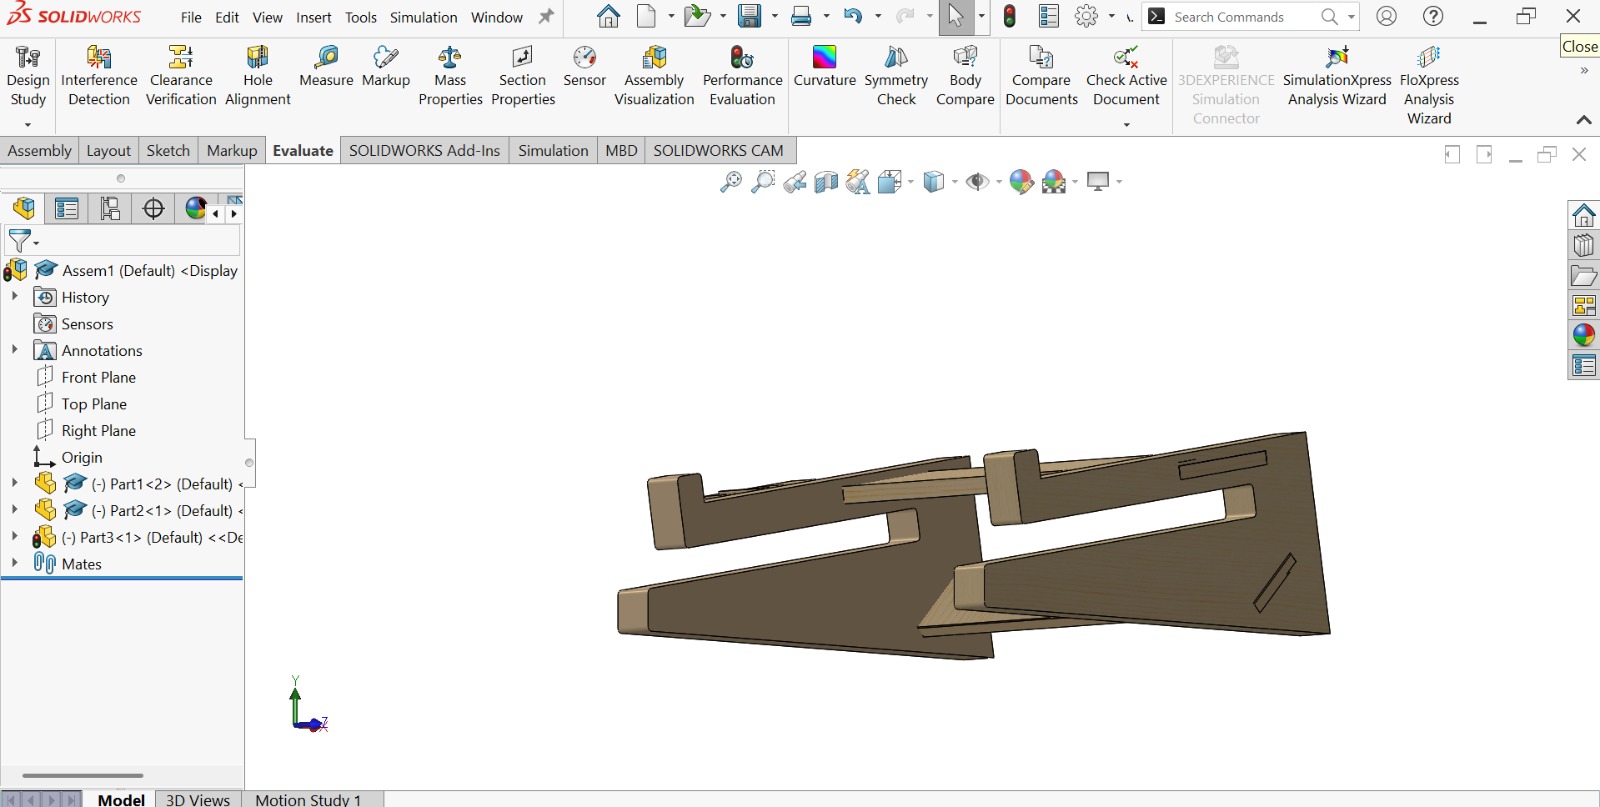 SOLIDWORKS File Edit View Insert Tools Simulation Window Search Commands
Close
Design Study
Interference Detection
Clearance Verification
Hole Alignment
Measure
Markup
Mass Properties
Section Properties
Sensor
Assembly Visualization
Performance Evaluation
Curvature
Symmetry Check
Body Compare
Compare Documents
Check Active Document
3DEXPERIENCE Simulation Connector
SimulationXpress Analysis Wizard
FloXpress Analysis Wizard
Assembly Layout Sketch Markup Evaluate SOLIDWORKS Add-Ins Simulation MBD SOLIDWORKS CAM
Assem1 (Default) <Display
History
Sensors
Annotations
Front Plane
Top Plane
Right Plane
Origin
(-) Part1<2> (Default) <
(-) Part2<1> (Default) <
(-) Part3<1> (Default) <<De
Mates
Y
Z
Model 3D Views Motion Study 1